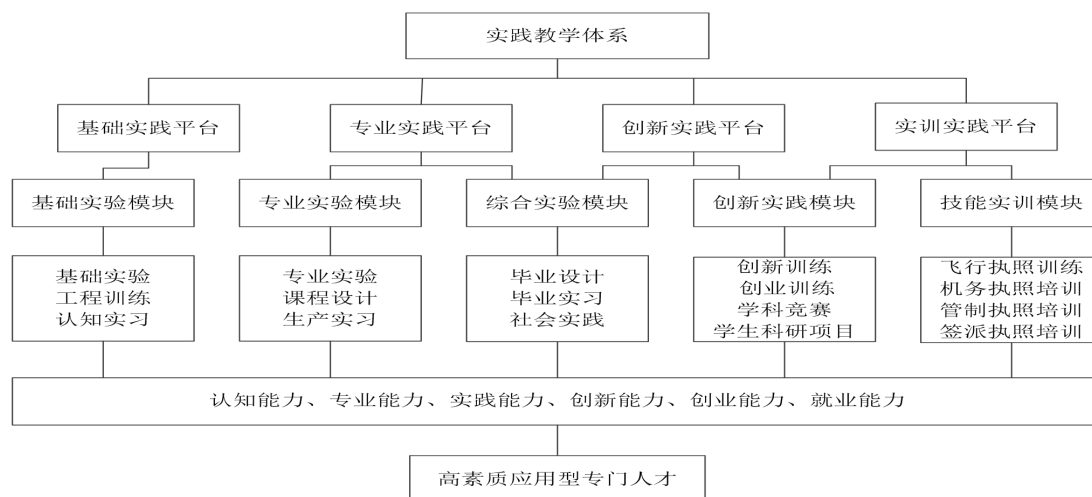 实践教学体系
基础实践平台
专业实践平台
创新实践平台
实训实践平台
基础实验模块
专业实验模块
综合实验模块
创新实践模块
技能实训模块
基础实验
工程训练
认知实习
专业实验
课程设计
生产实习
毕业设计
毕业实习
社会实践
创新训练
创业训练
学科竞赛
学生科研项目
飞行执照训练
机务执照培训
管制执照培训
签派执照培训
认知能力、专业能力、实践能力、创新能力、创业能力、就业能力
高素质应用型专门人才